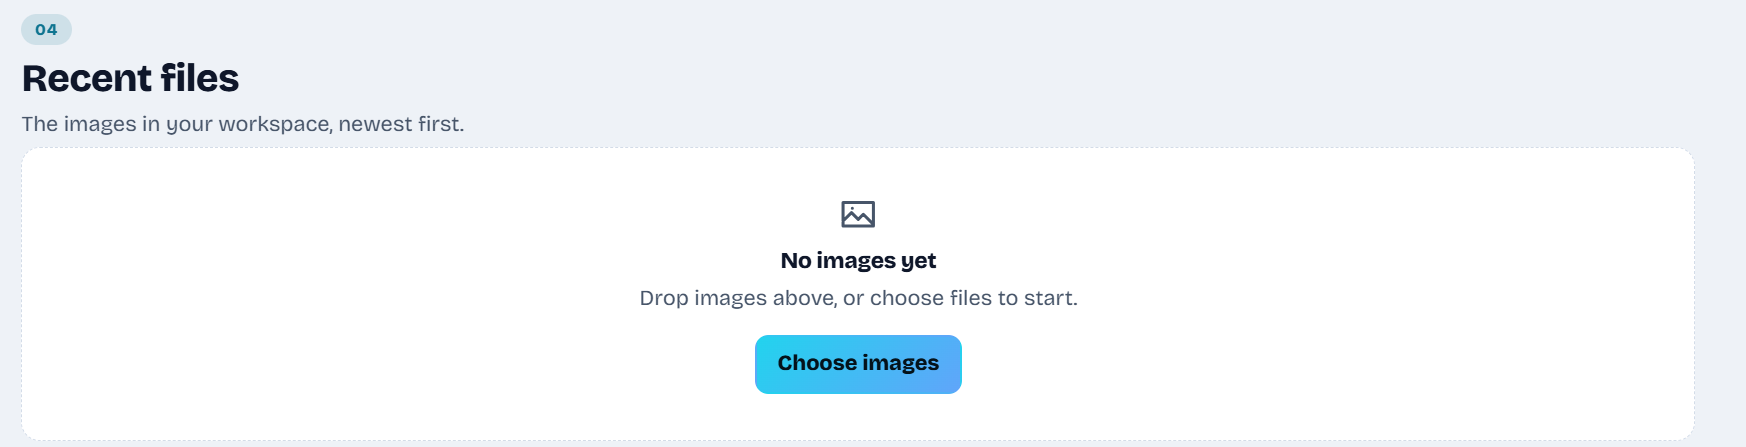 04
Recent files
The images in your workspace, newest first.
No images yet
Drop images above, or choose files to start.
Choose images